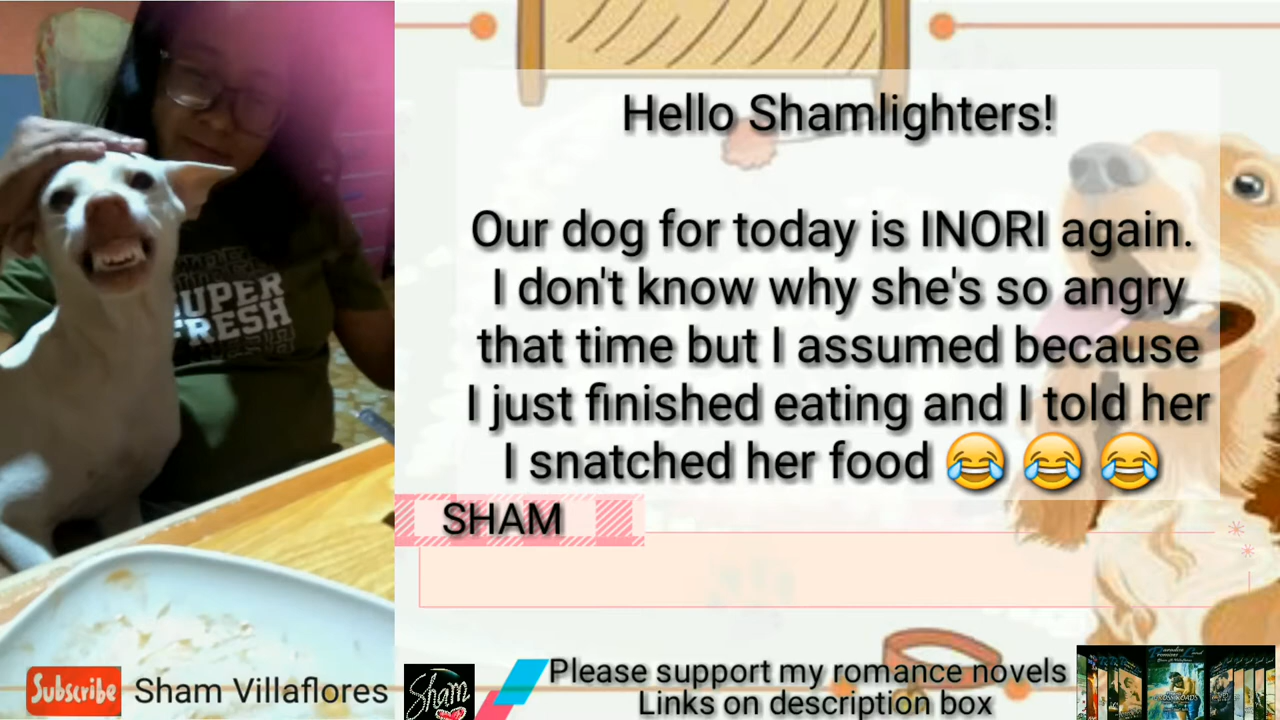 Hello Shamlighters!
Our dog for today is INORI again.
I don't know why she's so angry
that time but I assumed because
I just finished eating and I told her
I snatched her food 😂 😂 😂
SUPER
FRESH
SHAM
Subscribe
Sham Villaflores
Sham
Please support my romance novels
Links on description box